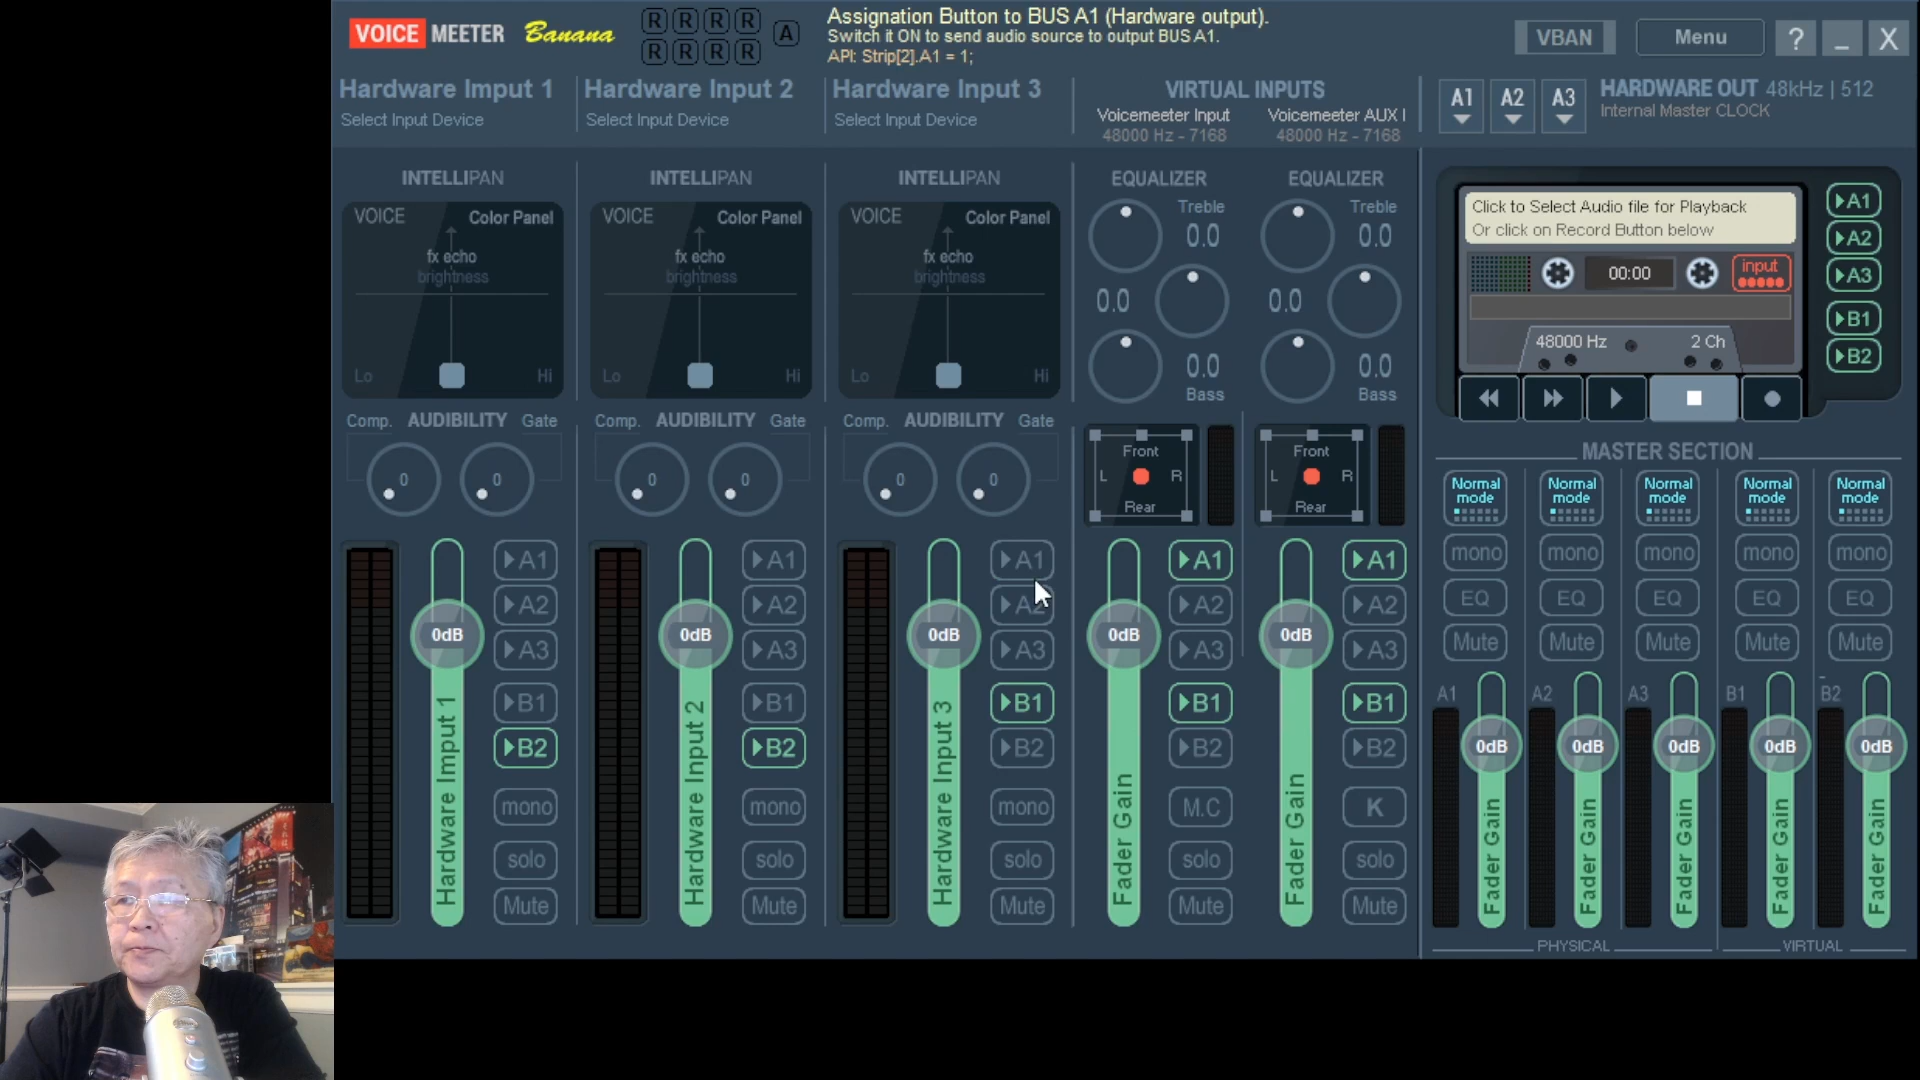 VOICE MEETER Banana
R R R R
R R R R
A
Assignation Button to BUS A1 (Hardware output).
Switch it ON to send audio source to output BUS A1.
API: Strip[2].A1 = 1;
VBAN
Menu
?
_
X
Hardware Imput 1
Select Input Device
Hardware Input 2
Select Input Device
Hardware Input 3
Select Input Device
VIRTUAL INPUTS
Voicemeeter Input
48000 Hz - 7168
Voicemeeter AUX I
48000 Hz - 7168
A1
A2
A3
HARDWARE OUT 48kHz | 512
Internal Master CLOCK
INTELLIPAN
VOICE Color Panel
fx echo
brightness
Lo Hi
INTELLIPAN
VOICE Color Panel
fx echo
brightness
Lo Hi
INTELLIPAN
VOICE Color Panel
fx echo
brightness
Lo Hi
EQUALIZER
Treble
0.0
0.0
0.0
Bass
EQUALIZER
Treble
0.0
0.0
0.0
Bass
Click to Select Audio file for Playback
Or click on Record Button below
00:00
input
48000 Hz 2 Ch
A1
A2
A3
B1
B2
Comp. AUDIBILITY Gate
0 0
Comp. AUDIBILITY Gate
0 0
Comp. AUDIBILITY Gate
0 0
Front
L R
Rear
Front
L R
Rear
0dB
Hardware Imput 1
A1
A2
A3
B1
B2
mono
solo
Mute
0dB
Hardware Input 2
A1
A2
A3
B1
B2
mono
solo
Mute
0dB
Hardware Input 3
A1
A2
A3
B1
B2
mono
solo
Mute
0dB
Fader Gain
A1
A2
A3
B1
B2
M.C
solo
Mute
0dB
Fader Gain
A1
A2
A3
B1
B2
K
solo
Mute
MASTER SECTION
Normal mode
mono
EQ
Mute
A1
0dB
Fader Gain
Normal mode
mono
EQ
Mute
A2
0dB
Fader Gain
Normal mode
mono
EQ
Mute
A3
0dB
Fader Gain
Normal mode
mono
EQ
Mute
B1
0dB
Fader Gain
Normal mode
mono
EQ
Mute
B2
0dB
Fader Gain
PHYSICAL
VIRTUAL